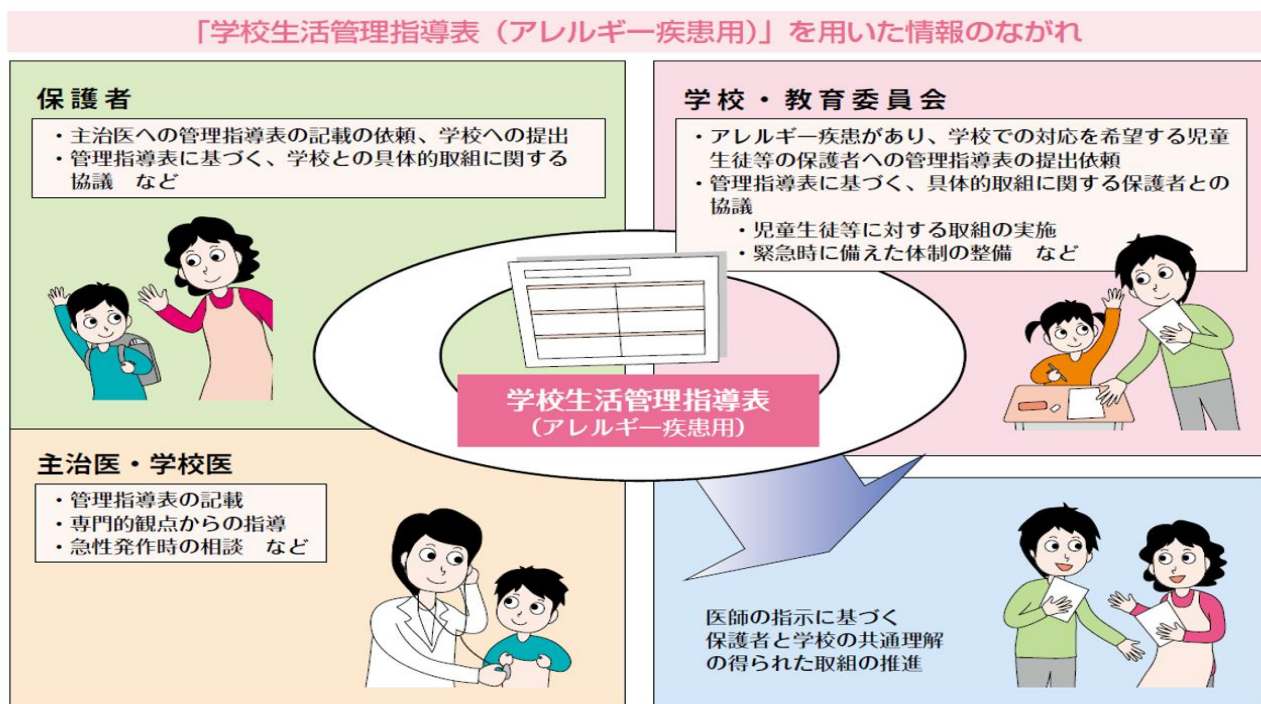 「学校生活管理指導表（アレルギー疾患用）」を用いた情報のながれ
保護者
・主治医への管理指導表の記載の依頼、学校への提出
・管理指導表に基づく、学校との具体的取組に関する
協議　など
学校・教育委員会
・アレルギー疾患があり、学校での対応を希望する児童
生徒等の保護者への管理指導表の提出依頼
・管理指導表に基づく、具体的取組に関する保護者との
協議
・児童生徒等に対する取組の実施
・緊急時に備えた体制の整備　など
学校生活管理指導表
（アレルギー疾患用）
主治医・学校医
・管理指導表の記載
・専門的観点からの指導
・急性発作時の相談　など
医師の指示に基づく
保護者と学校の共通理解
の得られた取組の推進